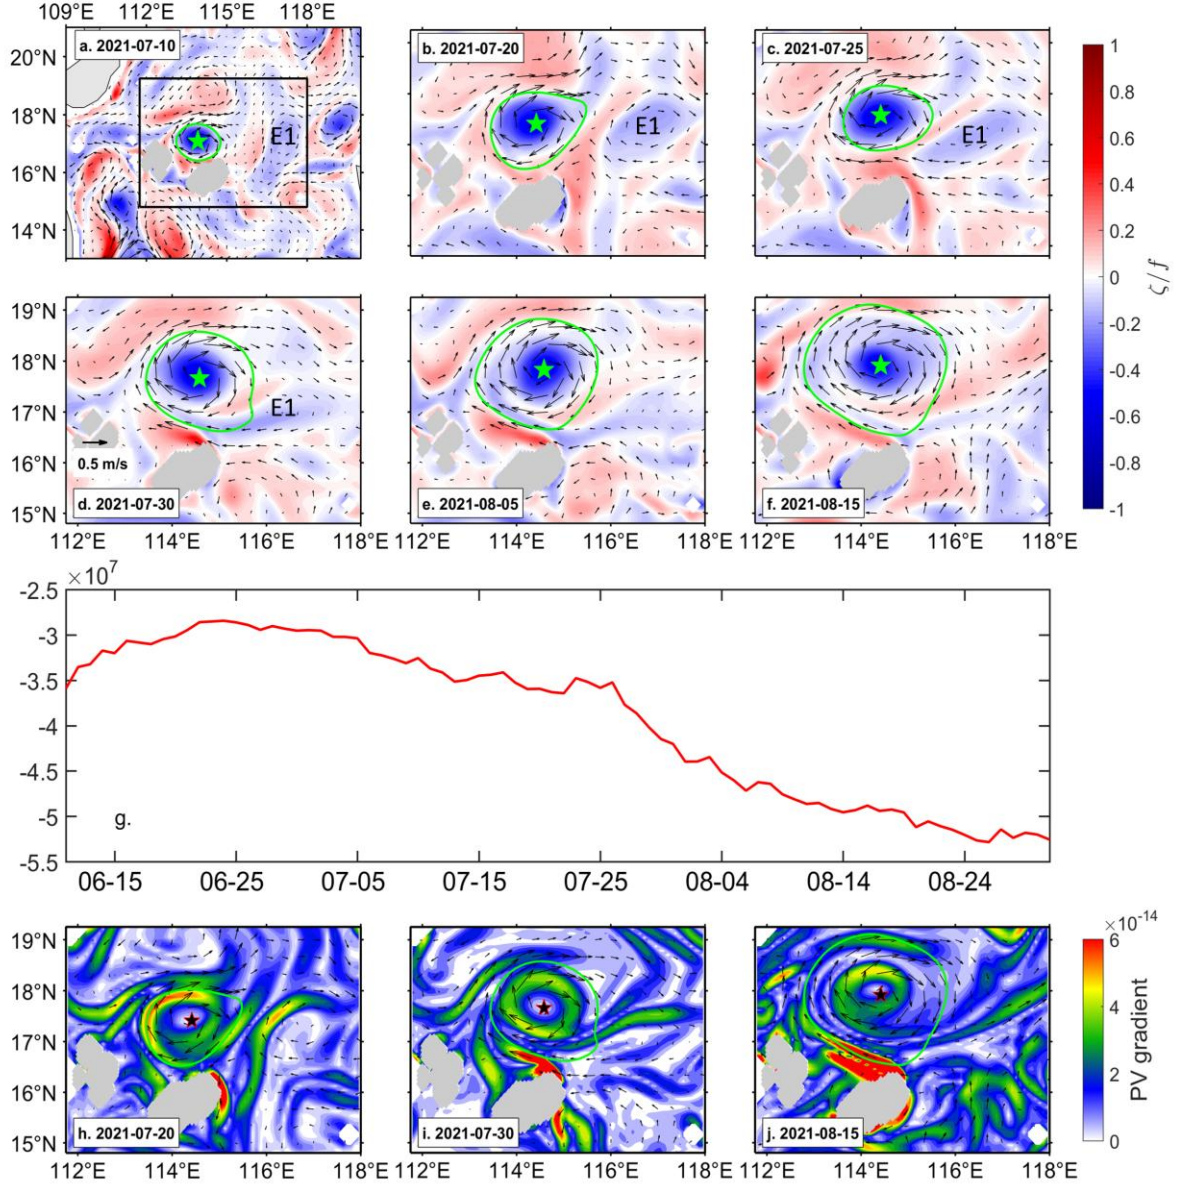 109°E 112°E 115°E 118°E
20°N
18°N
16°N
14°N
a. 2021-07-10
E1
b. 2021-07-20
E1
c. 2021-07-25
E1
1
0.8
0.6
0.4
0.2
0
-0.2
-0.4
-0.6
-0.8
-1
ζ/f
19°N
18°N
17°N
16°N
15°N
E1
0.5 m/s
d. 2021-07-30
e. 2021-08-05
f. 2021-08-15
112°E 114°E 116°E 118°E 112°E 114°E 116°E 118°E 112°E 114°E 116°E 118°E
×10⁷
-2.5
-3
-3.5
-4
-4.5
-5
-5.5
g.
06-15 06-25 07-05 07-15 07-25 08-04 08-14 08-24
19°N
18°N
17°N
16°N
15°N
h. 2021-07-20
i. 2021-07-30
j. 2021-08-15
112°E 114°E 116°E 118°E 112°E 114°E 116°E 118°E 112°E 114°E 116°E 118°E
×10⁻¹⁴
6
4
2
0
PV gradient